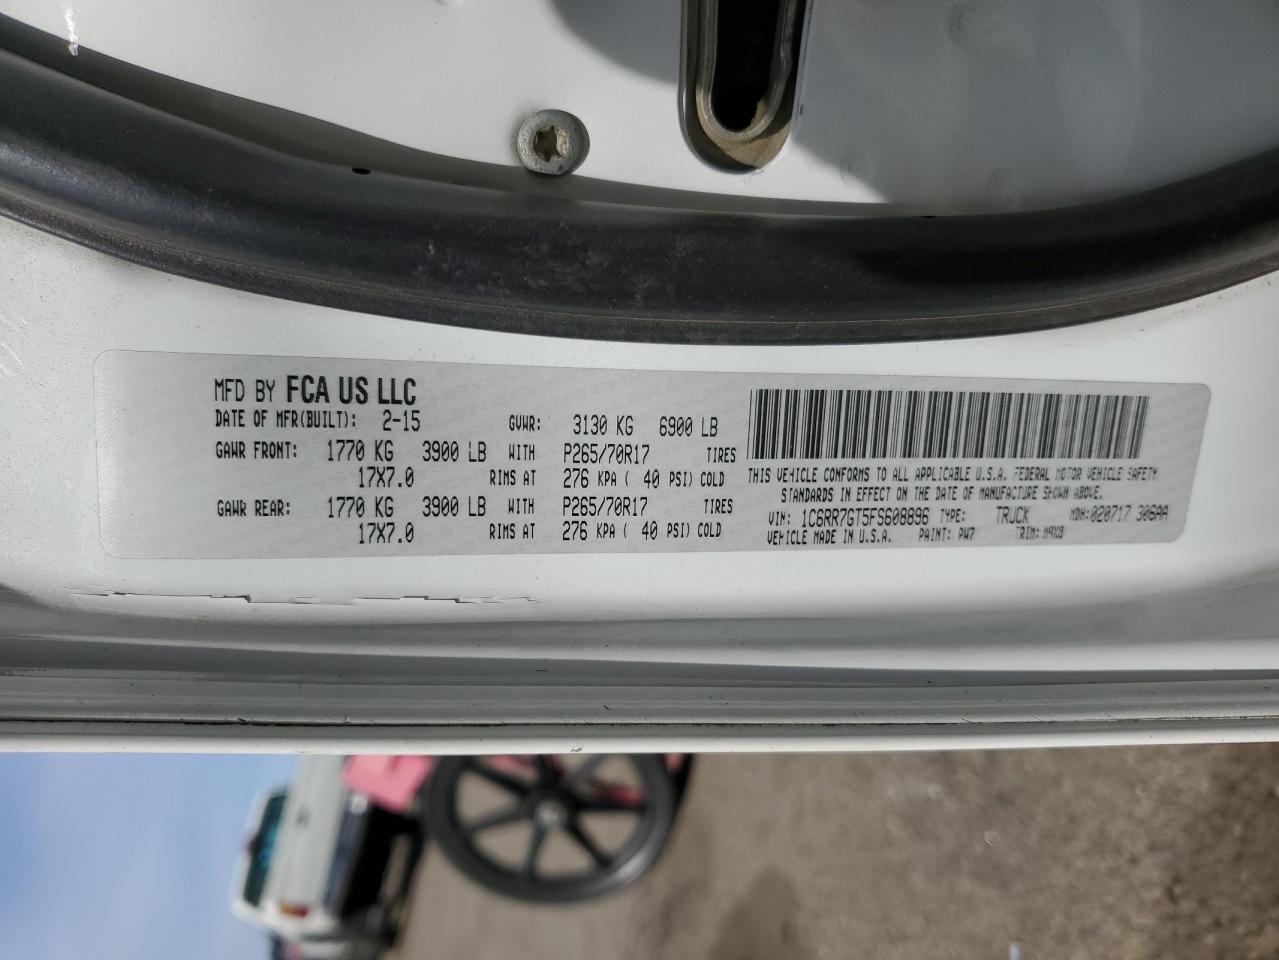 MFD BY FCA US LLC
DATE OF MFR(BUILT): 2-15 GVWR: 3130 KG 6900 LB
GAWR FRONT: 1770 KG 3900 LB WITH P265/70R17 TIRES
17X7.0 RIMS AT 276 KPA ( 40 PSI) COLD
GAWR REAR: 1770 KG 3900 LB WITH P265/70R17 TIRES
17X7.0 RIMS AT 276 KPA ( 40 PSI) COLD
THIS VEHICLE CONFORMS TO ALL APPLICABLE U.S.A. FEDERAL MOTOR VEHICLE SAFETY
STANDARDS IN EFFECT ON THE DATE OF MANUFACTURE SHOWN ABOVE.
VIN: 1C6RR7GT5FS608896 TYPE: TRUCK MDH:020717 306AA
VEHICLE MADE IN U.S.A. PAINT: PW7 TRIM: